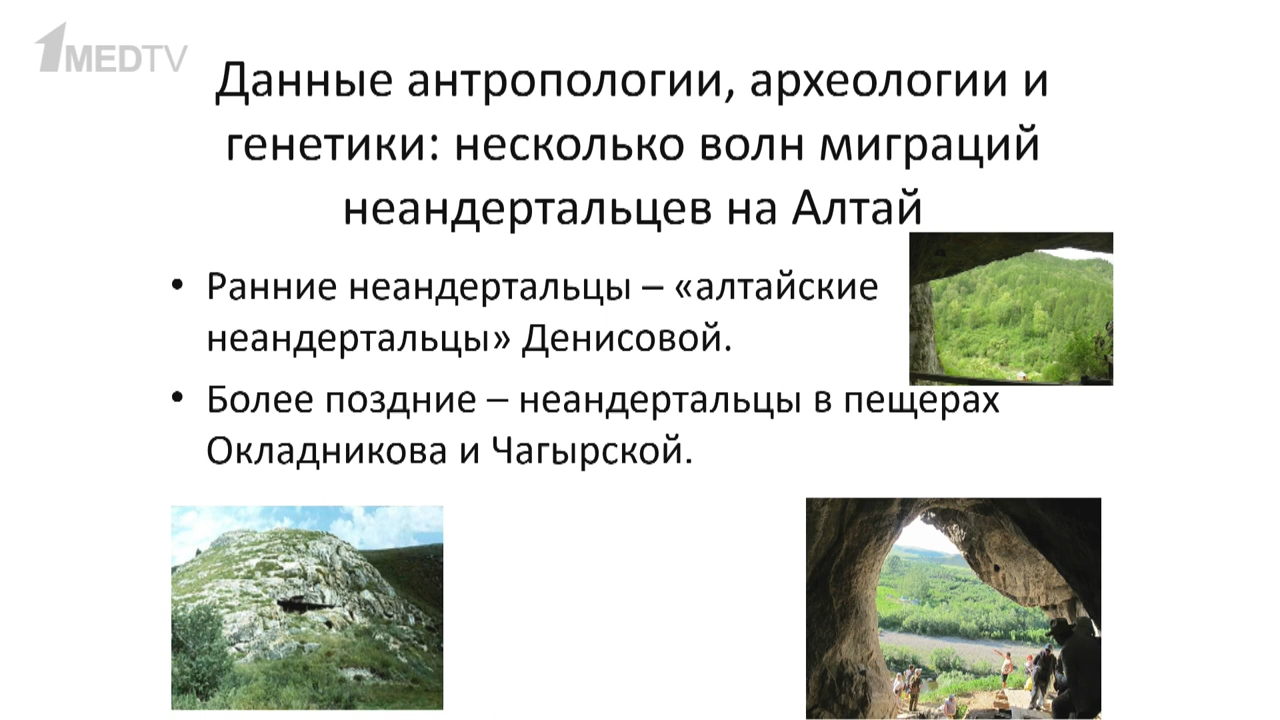 1MEDTV
Данные антропологии, археологии и
генетики: несколько волн миграций
неандертальцев на Алтай
• Ранние неандертальцы – «алтайские
неандертальцы» Денисовой.
• Более поздние – неандертальцы в пещерах
Окладникова и Чагырской.